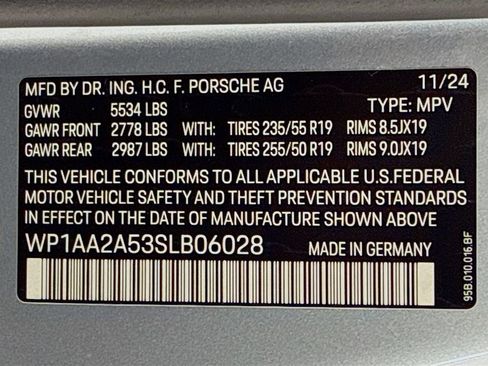 MFD BY DR. ING. H.C. F. PORSCHE AG 11/24
GVWR 5534 LBS TYPE: MPV
GAWR FRONT 2778 LBS WITH: TIRES 235/55 R19 RIMS 8.5JX19
GAWR REAR 2987 LBS WITH: TIRES 255/50 R19 RIMS 9.0JX19
THIS VEHICLE CONFORMS TO ALL APPLICABLE U.S.FEDERAL
MOTOR VEHICLE SAFETY AND THEFT PREVENTION STANDARDS
IN EFFECT ON THE DATE OF MANUFACTURE SHOWN ABOVE
WP1AA2A53SLB06028 MADE IN GERMANY
95B.010.016.BF